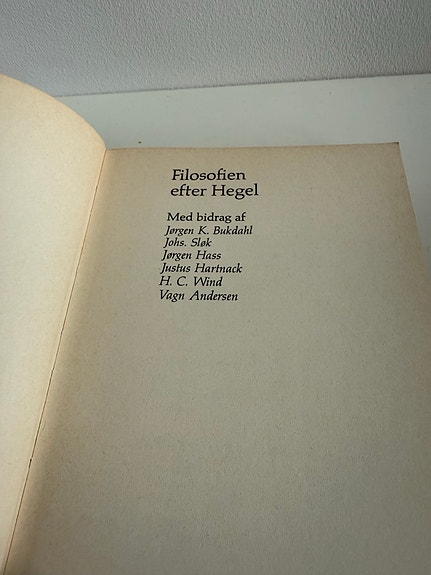 Filosofien
efter Hegel
Med bidrag af
Jørgen K. Bukdahl
Johs. Sløk
Jørgen Hass
Justus Hartnack
H. C. Wind
Vagn Andersen